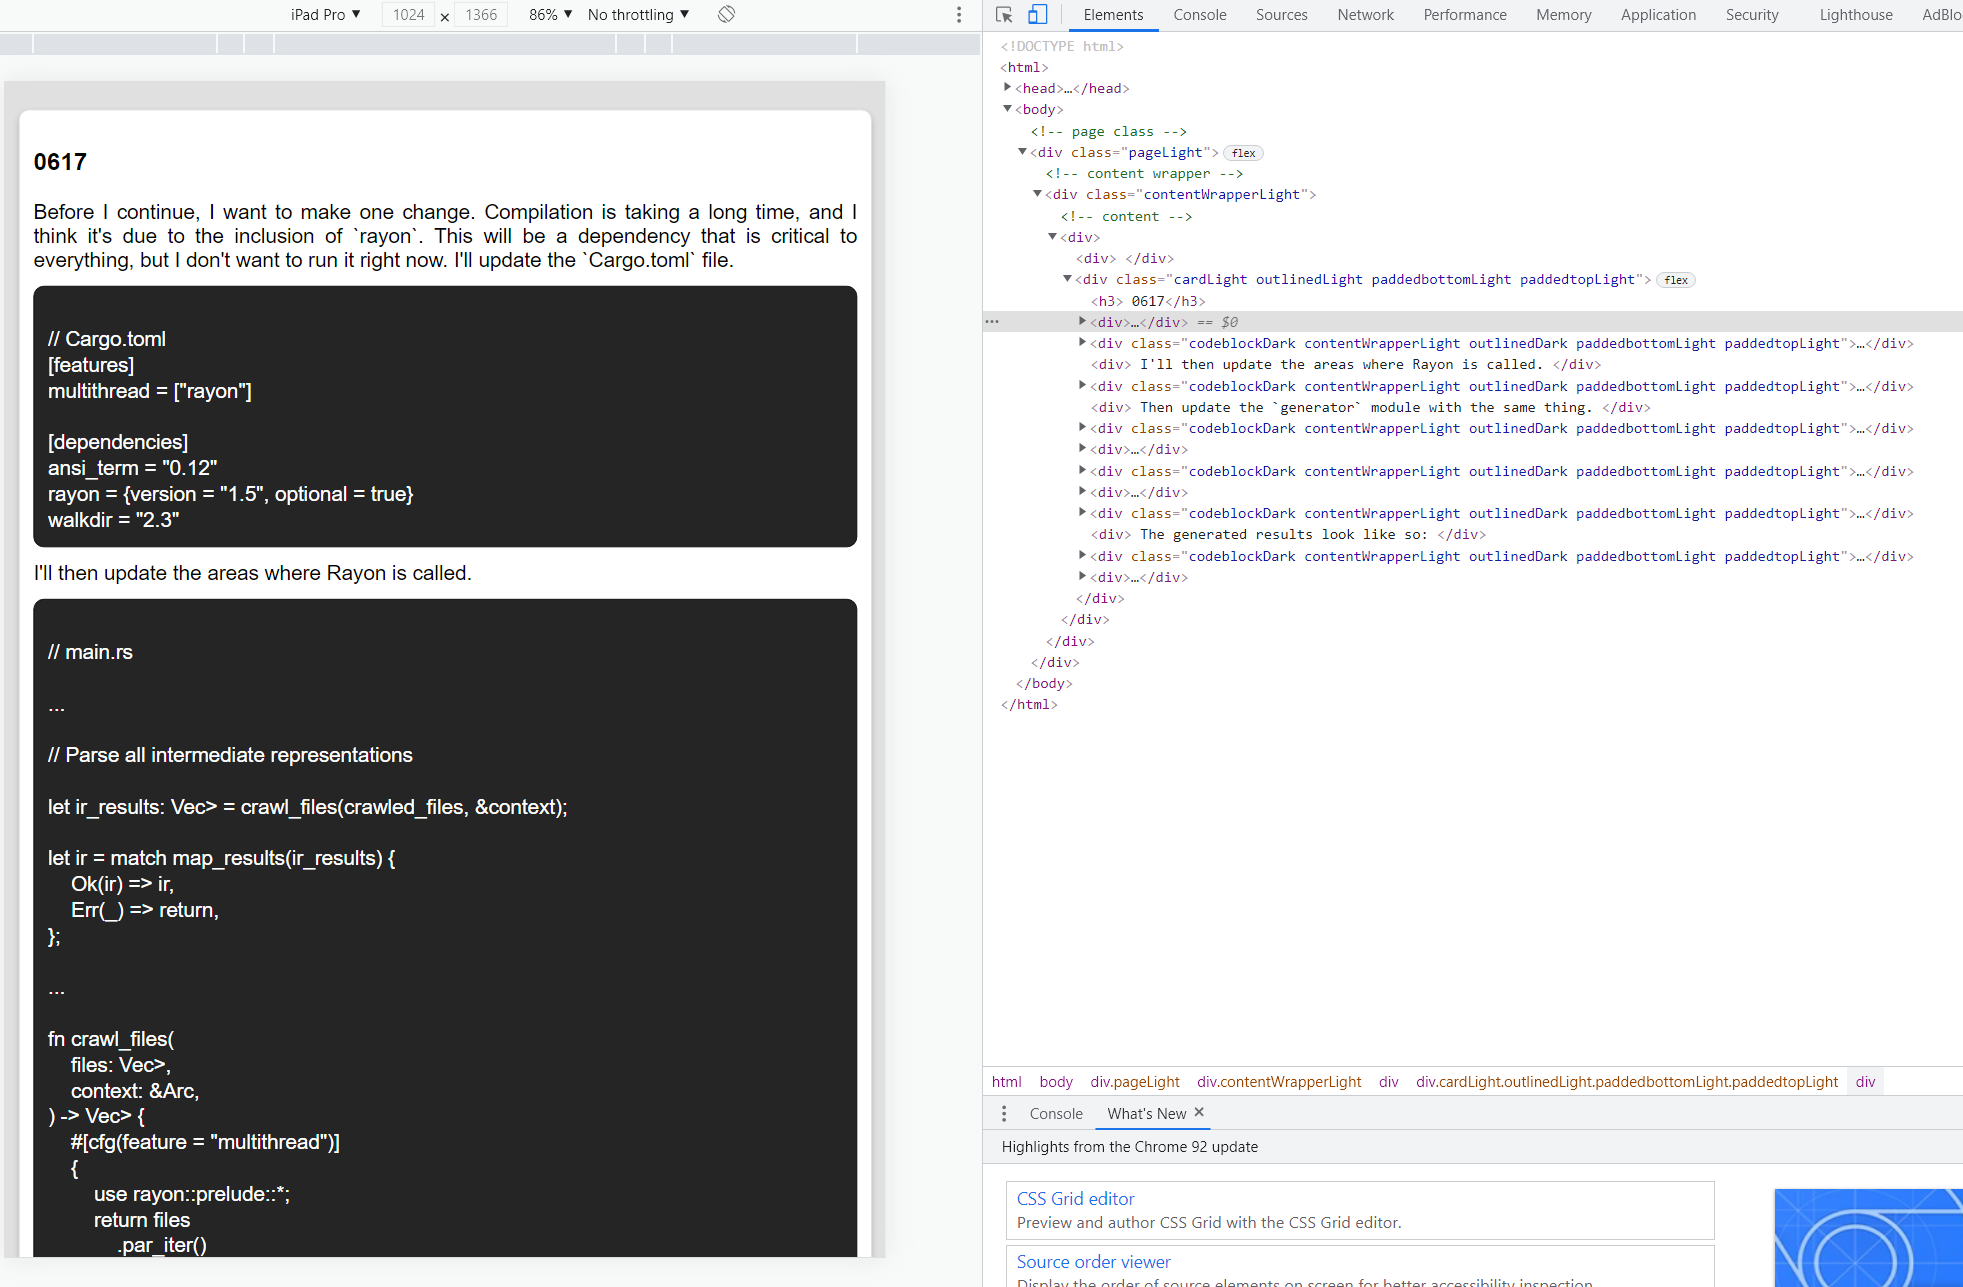 iPad Pro ▼ 1024 × 1366 86% ▼ No throttling ▼
Elements Console Sources Network Performance Memory Application Security Lighthouse AdBlo
0617
Before I continue, I want to make one change. Compilation is taking a long time, and I
think it's due to the inclusion of `rayon`. This will be a dependency that is critical to
everything, but I don't want to run it right now. I'll update the `Cargo.toml` file.
// Cargo.toml
[features]
multithread = ["rayon"]
[dependencies]
ansi_term = "0.12"
rayon = {version = "1.5", optional = true}
walkdir = "2.3"
I'll then update the areas where Rayon is called.
// main.rs
...
// Parse all intermediate representations
let ir_results: Vec> = crawl_files(crawled_files, &context);
let ir = match map_results(ir_results) {
Ok(ir) => ir,
Err(_) => return,
};
...
fn crawl_files(
files: Vec>,
context: &Arc,
) -> Vec> {
#[cfg(feature = "multithread")]
{
use rayon::prelude::*;
return files
.par_iter()
<!DOCTYPE html>
<html>
▶<head>…</head>
▼<body>
<!-- page class -->
▼<div class="pageLight"> flex
<!-- content wrapper -->
▼<div class="contentWrapperLight">
<!-- content -->
▼<div>
<div> </div>
▼<div class="cardLight outlinedLight paddedbottomLight paddedtopLight"> flex
<h3> 0617</h3>
… ▶<div>…</div> == $0
▶<div class="codeblockDark contentWrapperLight outlinedDark paddedbottomLight paddedtopLight">…</div>
<div> I'll then update the areas where Rayon is called. </div>
▶<div class="codeblockDark contentWrapperLight outlinedDark paddedbottomLight paddedtopLight">…</div>
<div> Then update the `generator` module with the same thing. </div>
▶<div class="codeblockDark contentWrapperLight outlinedDark paddedbottomLight paddedtopLight">…</div>
▶<div>…</div>
▶<div class="codeblockDark contentWrapperLight outlinedDark paddedbottomLight paddedtopLight">…</div>
▶<div>…</div>
▶<div class="codeblockDark contentWrapperLight outlinedDark paddedbottomLight paddedtopLight">…</div>
<div> The generated results look like so: </div>
▶<div class="codeblockDark contentWrapperLight outlinedDark paddedbottomLight paddedtopLight">…</div>
▶<div>…</div>
</div>
</div>
</div>
</div>
</body>
</html>
html body div.pageLight div.contentWrapperLight div div.cardLight.outlinedLight.paddedbottomLight.paddedtopLight div
Console What's New ×
Highlights from the Chrome 92 update
CSS Grid editor
Preview and author CSS Grid with the CSS Grid editor.
Source order viewer
Display the order of source elements on screen for better accessibility inspection.